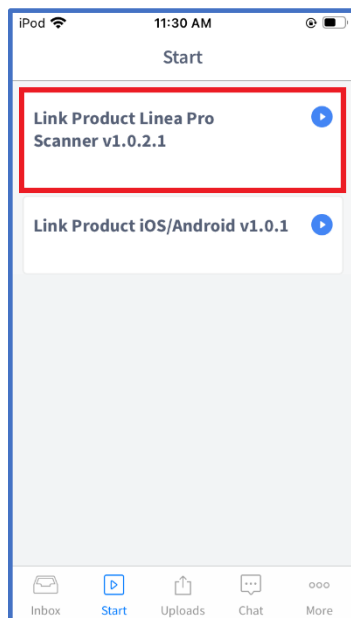 iPod 11:30 AM
Start
Link Product Linea Pro
Scanner v1.0.2.1
Link Product iOS/Android v1.0.1
Inbox Start Uploads Chat More